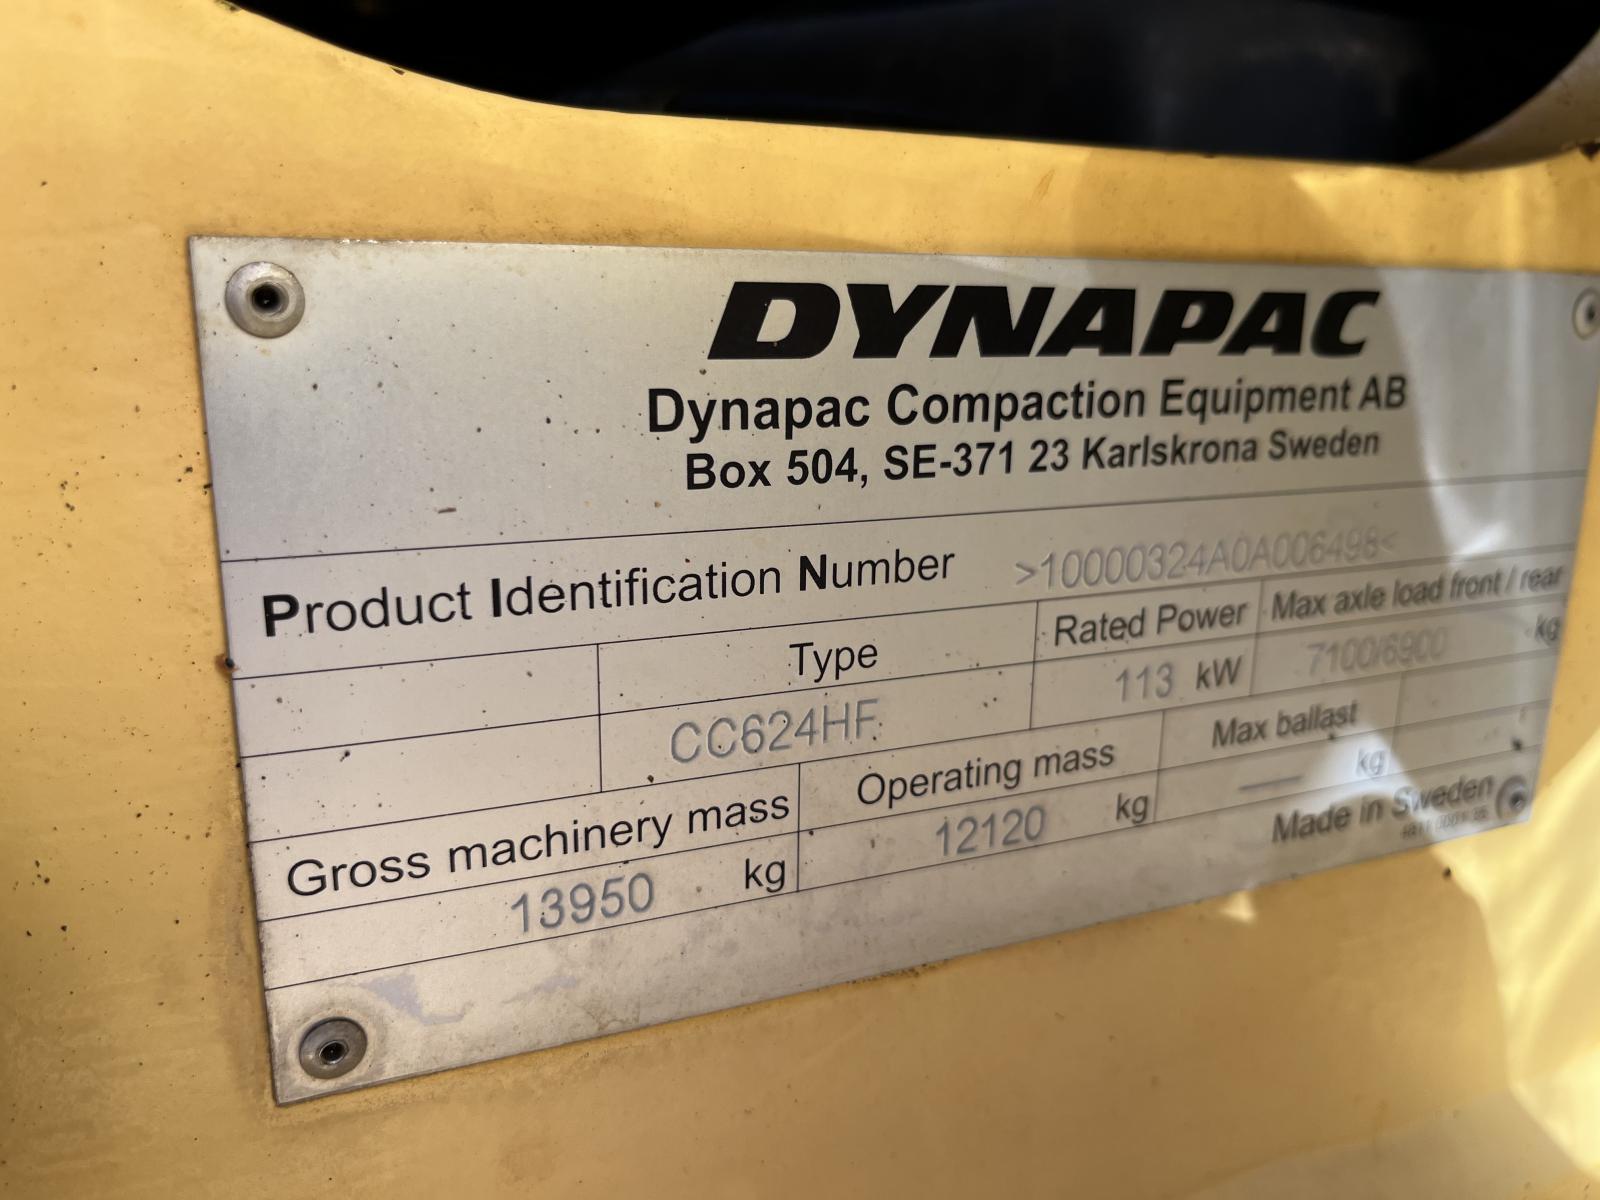 DYNAPAC
Dynapac Compaction Equipment AB
Box 504, SE-371 23 Karlskrona Sweden
Product Identification Number >10000324A0A006498<
Type Rated Power Max axle load front / rear
CC624HF 113 kW 7100/6900 kg
Gross machinery mass Operating mass Max ballast
13950 kg 12120 kg — kg
Made in Sweden